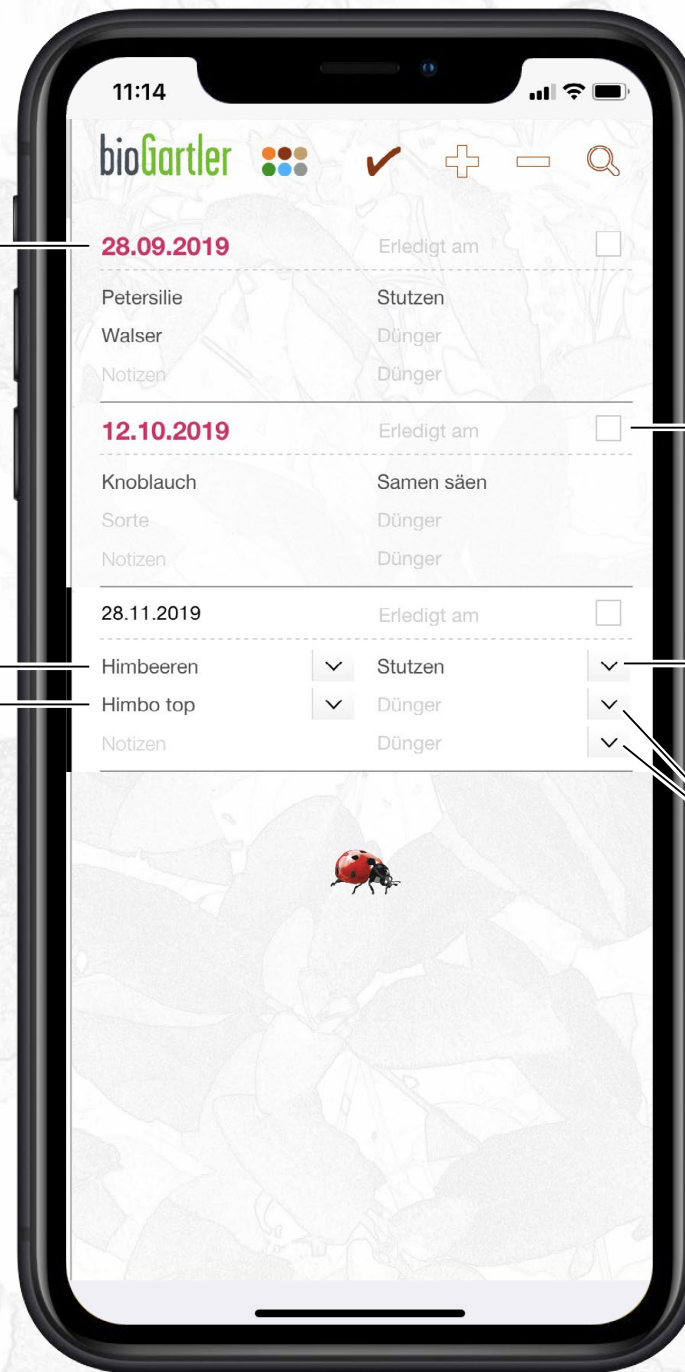 11:14
bioGartler
28.09.2019 Erledigt am
Petersilie Stutzen
Walser Dünger
Notizen Dünger
12.10.2019 Erledigt am
Knoblauch Samen säen
Sorte Dünger
Notizen Dünger
28.11.2019 Erledigt am
Himbeeren Stutzen
Himbo top Dünger
Notizen Dünger